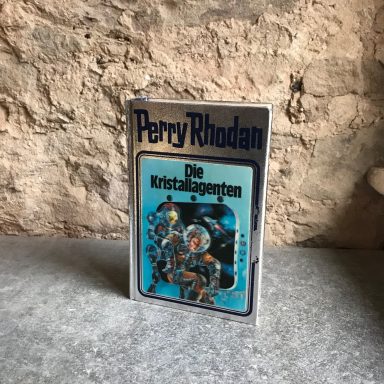 Perry Rhodan
Die
Kristallagenten